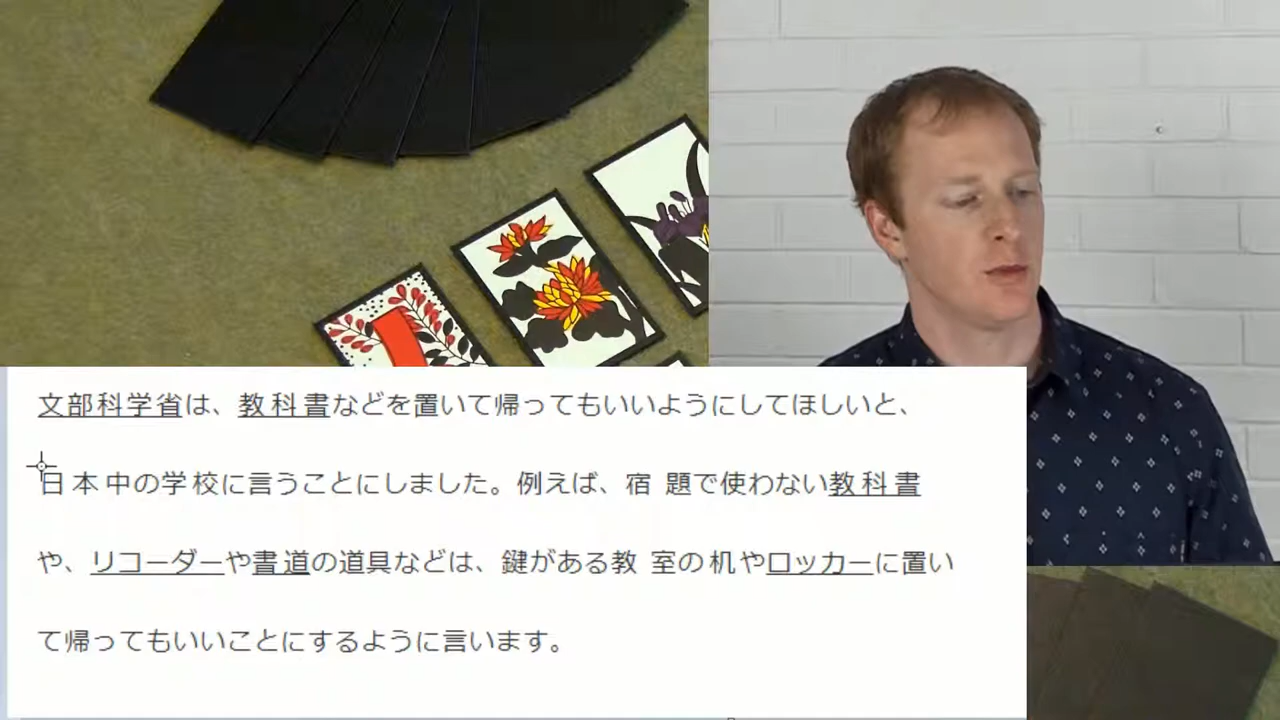 文部科学省は、教科書などを置いて帰ってもいいようにしてほしいと、
日本中の学校に言うことにしました。例えば、宿題で使わない教科書
や、リコーダーや書道の道具などは、鍵がある教室の机やロッカーに置い
て帰ってもいいことにするように言います。